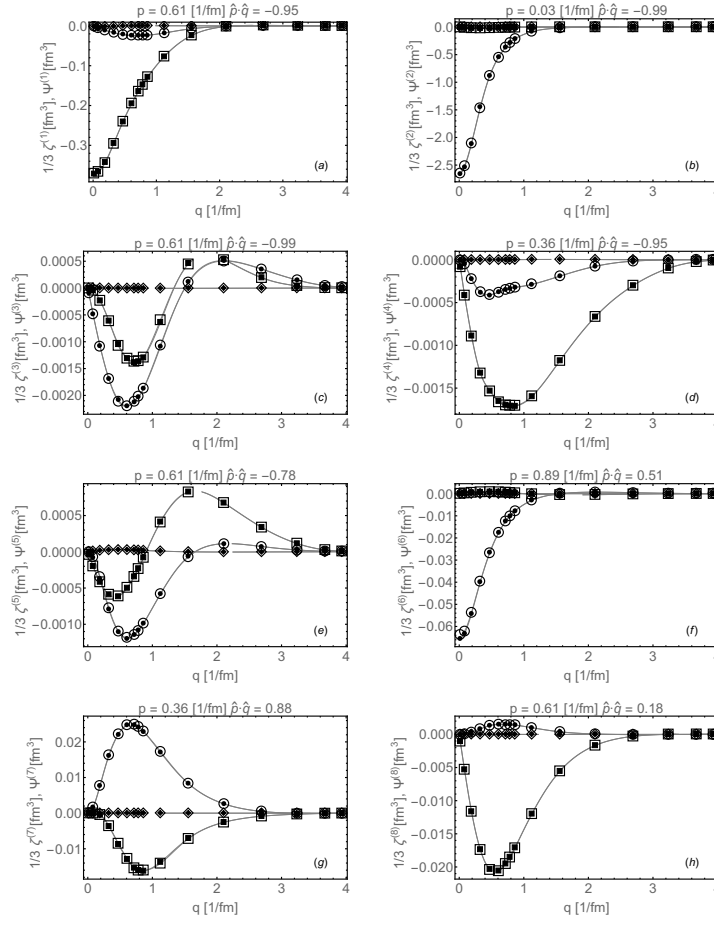 p = 0.61 [1/fm] p̂·q̂ = −0.95
0.0
−0.1
−0.2
−0.3
1/3 ζ⁽¹⁾[fm³], Ψ⁽¹⁾[fm³]
(a)
0 1 2 3 4
q [1/fm]
p = 0.03 [1/fm] p̂·q̂ = −0.99
0.0
−0.5
−1.0
−1.5
−2.0
−2.5
1/3 ζ⁽²⁾[fm³], Ψ⁽²⁾[fm³]
(b)
0 1 2 3
q [1/fm]
p = 0.61 [1/fm] p̂·q̂ = −0.99
0.0005
0.0000
−0.0005
−0.0010
−0.0015
−0.0020
1/3 ζ⁽³⁾[fm³], Ψ⁽³⁾[fm³]
(c)
0 1 2 3 4
q [1/fm]
p = 0.36 [1/fm] p̂·q̂ = −0.95
0.0000
−0.0005
−0.0010
−0.0015
1/3 ζ⁽⁴⁾[fm³], Ψ⁽⁴⁾[fm³]
(d)
0 1 2 3
q [1/fm]
p = 0.61 [1/fm] p̂·q̂ = −0.78
0.0005
0.0000
−0.0005
−0.0010
1/3 ζ⁽⁵⁾[fm³], Ψ⁽⁵⁾[fm³]
(e)
0 1 2 3 4
q [1/fm]
p = 0.89 [1/fm] p̂·q̂ = 0.51
0.00
−0.01
−0.02
−0.03
−0.04
−0.05
−0.06
1/3 ζ⁽⁶⁾[fm³], Ψ⁽⁶⁾[fm³]
(f)
0 1 2 3
q [1/fm]
p = 0.36 [1/fm] p̂·q̂ = 0.88
0.02
0.01
0.00
−0.01
1/3 ζ⁽⁷⁾[fm³], Ψ⁽⁷⁾[fm³]
(g)
0 1 2 3 4
q [1/fm]
p = 0.61 [1/fm] p̂·q̂ = 0.18
0.000
−0.005
−0.010
−0.015
−0.020
1/3 ζ⁽⁸⁾[fm³], Ψ⁽⁸⁾[fm³]
(h)
0 1 2 3
q [1/fm]